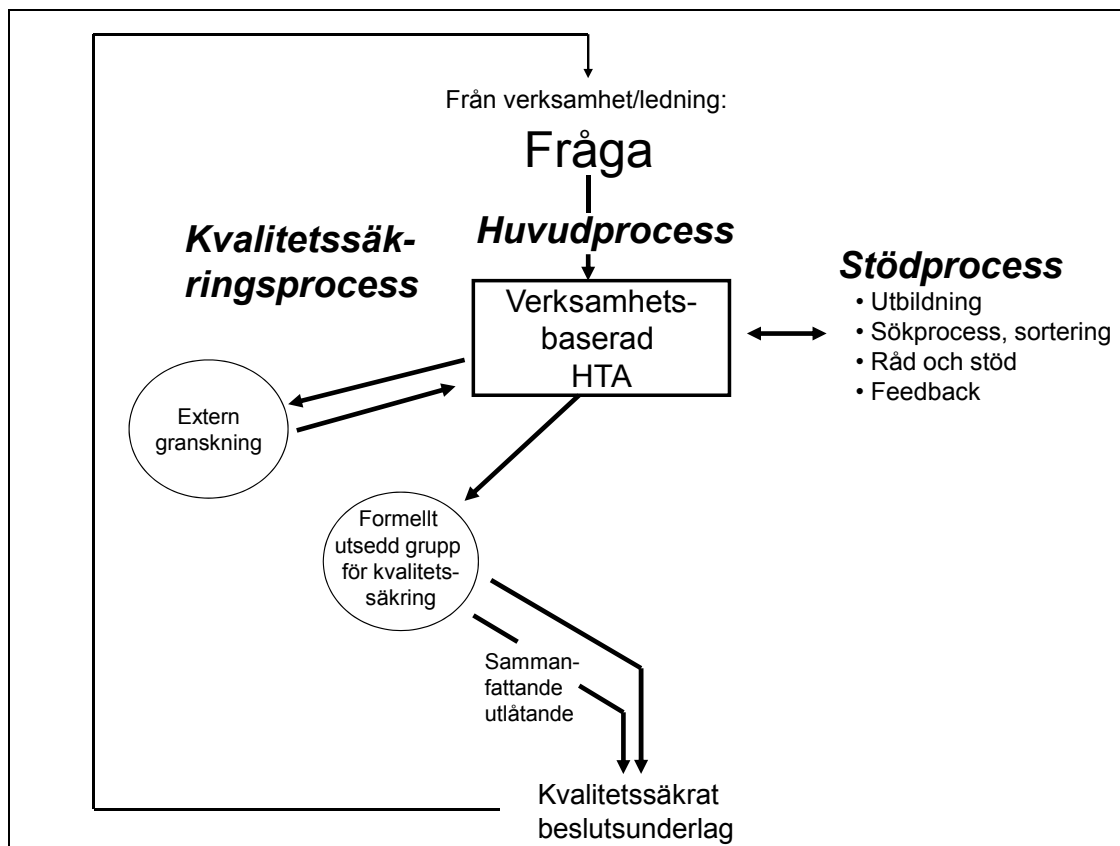 Från verksamhet/ledning:
Fråga
Kvalitetssäk-
ringsprocess
Huvudprocess
Verksamhets-
baserad
HTA
Stödprocess
• Utbildning
• Sökprocess, sortering
• Råd och stöd
• Feedback
Extern
granskning
Formellt
utsedd grupp
för kvalitets-
säkring
Samman-
fattande
utlåtande
Kvalitetssäkrat
beslutsunderlag